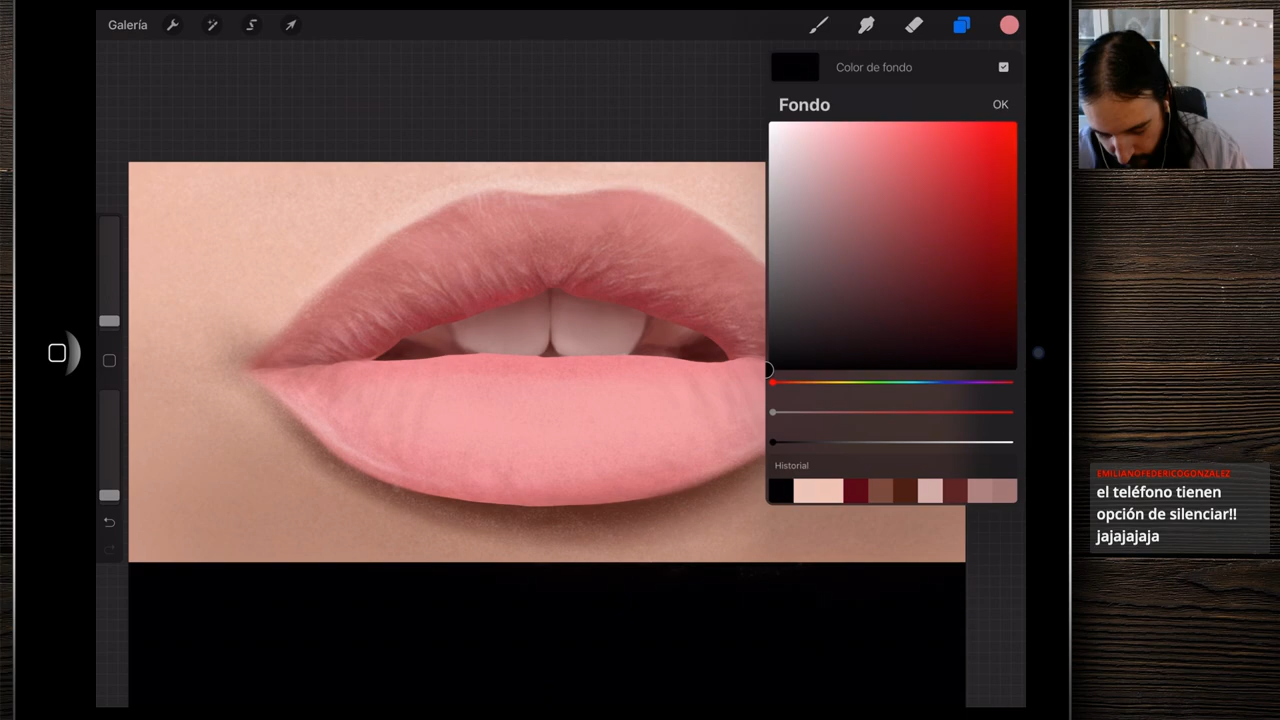 Galería
Color de fondo
Fondo
OK
Historial
EMILIANOFEDERICOGONZALEZ
el teléfono tienen
opción de silenciar!!
jajajajaja